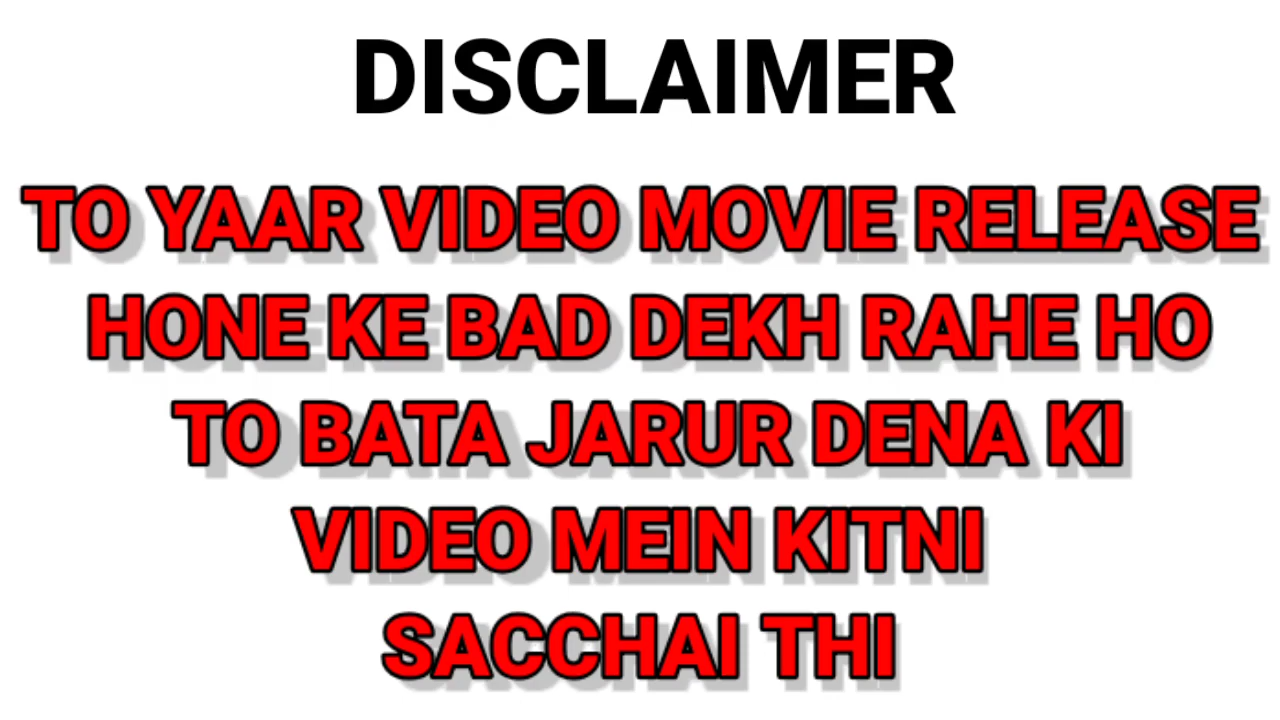 DISCLAIMER
TO YAAR VIDEO MOVIE RELEASE
HONE KE BAD DEKH RAHE HO
TO BATA JARUR DENA KI
VIDEO MEIN KITNI
SACCHAI THI